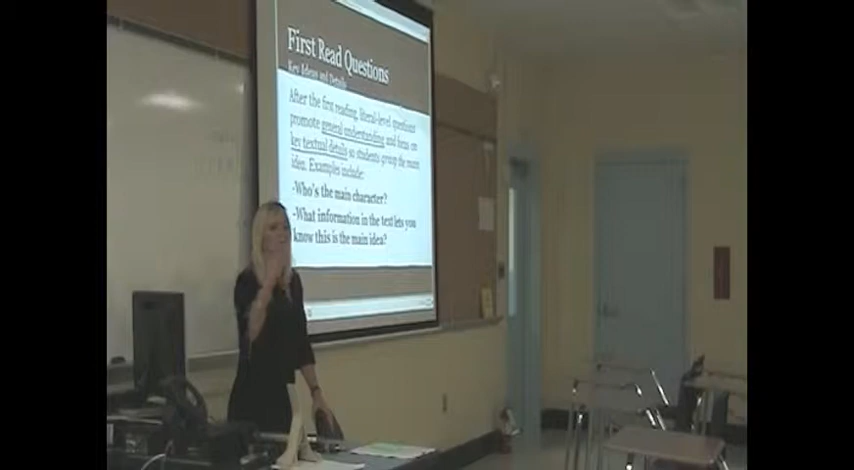 First Read Questions
Key Ideas and Details
After the first reading, literal-level questions
promote general understanding and focus on
key textual details so students grasp the main
idea. Examples include:
-Who's the main character?
-What information in the text lets you
know this is the main idea?